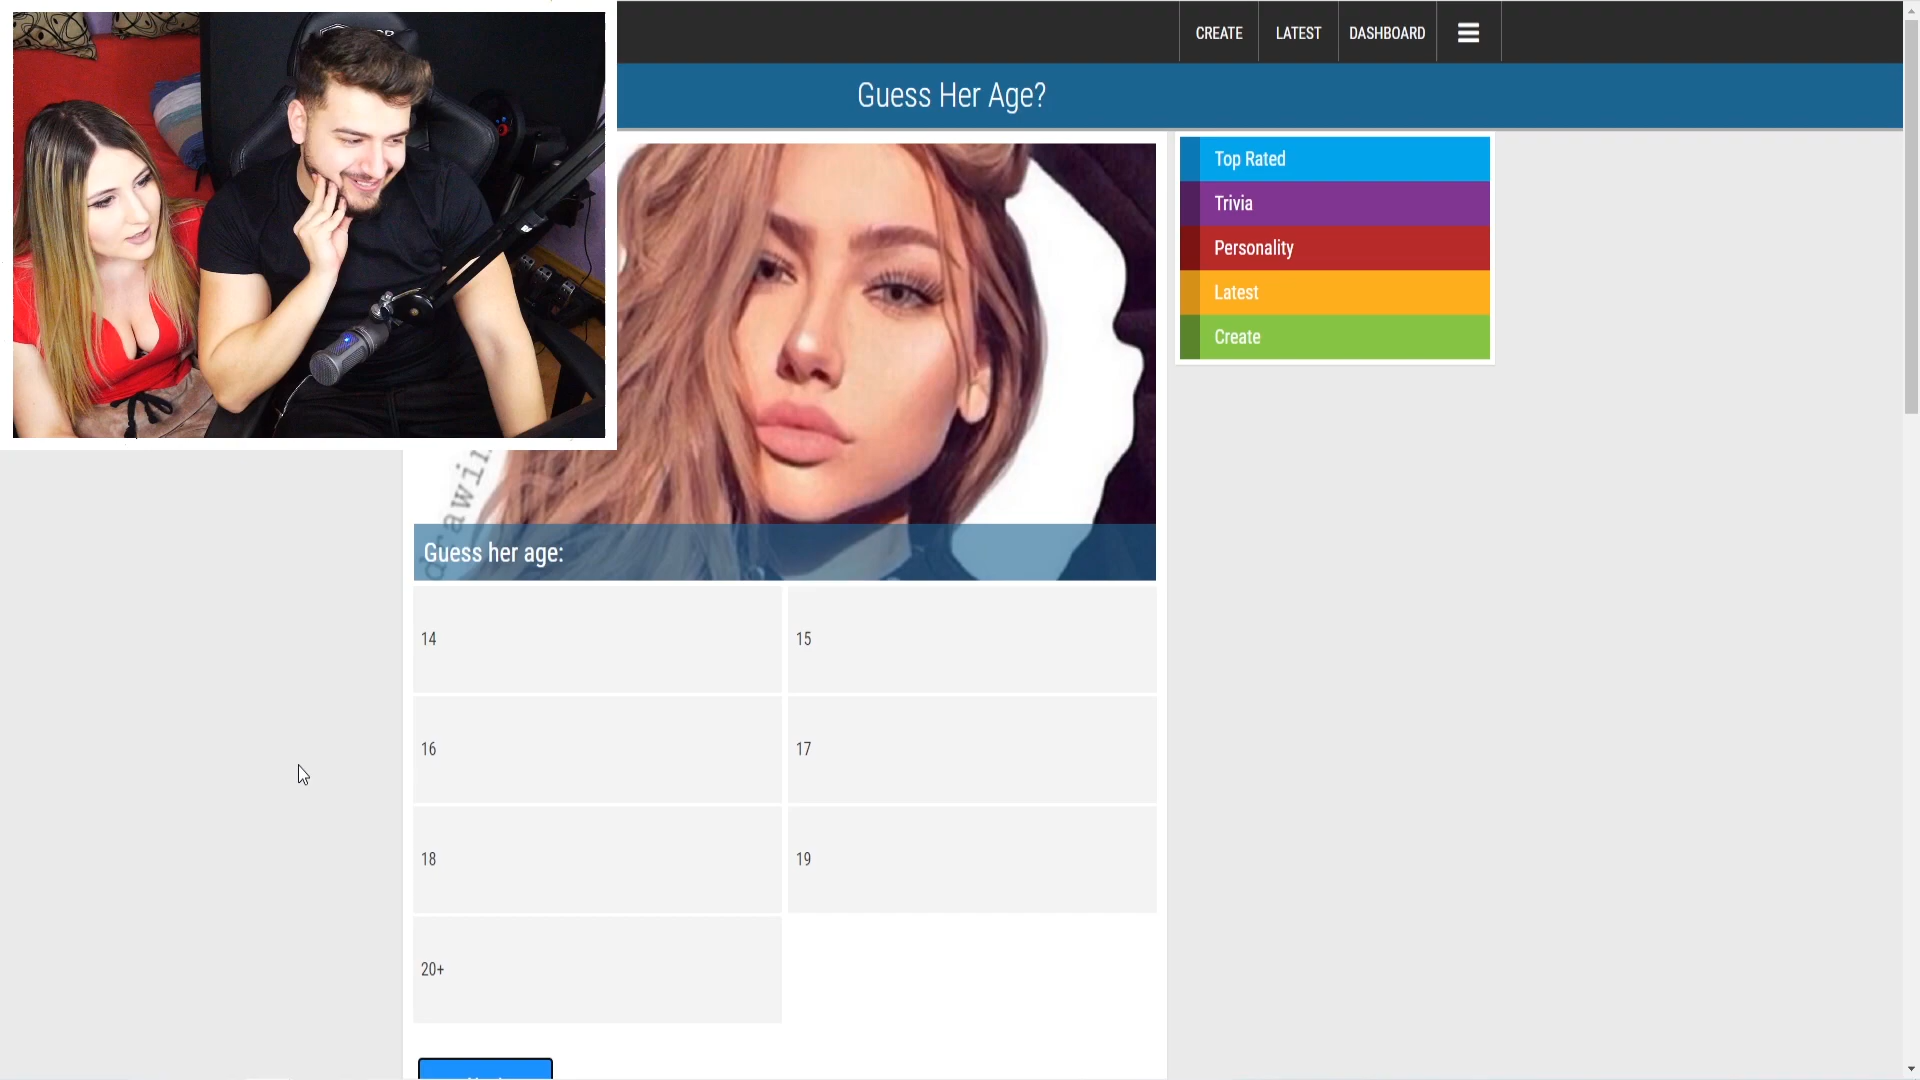 CREATE LATEST DASHBOARD
Guess Her Age?
Top Rated
Trivia
Personality
Latest
Create
Guess her age:
14
15
16
17
18
19
20+